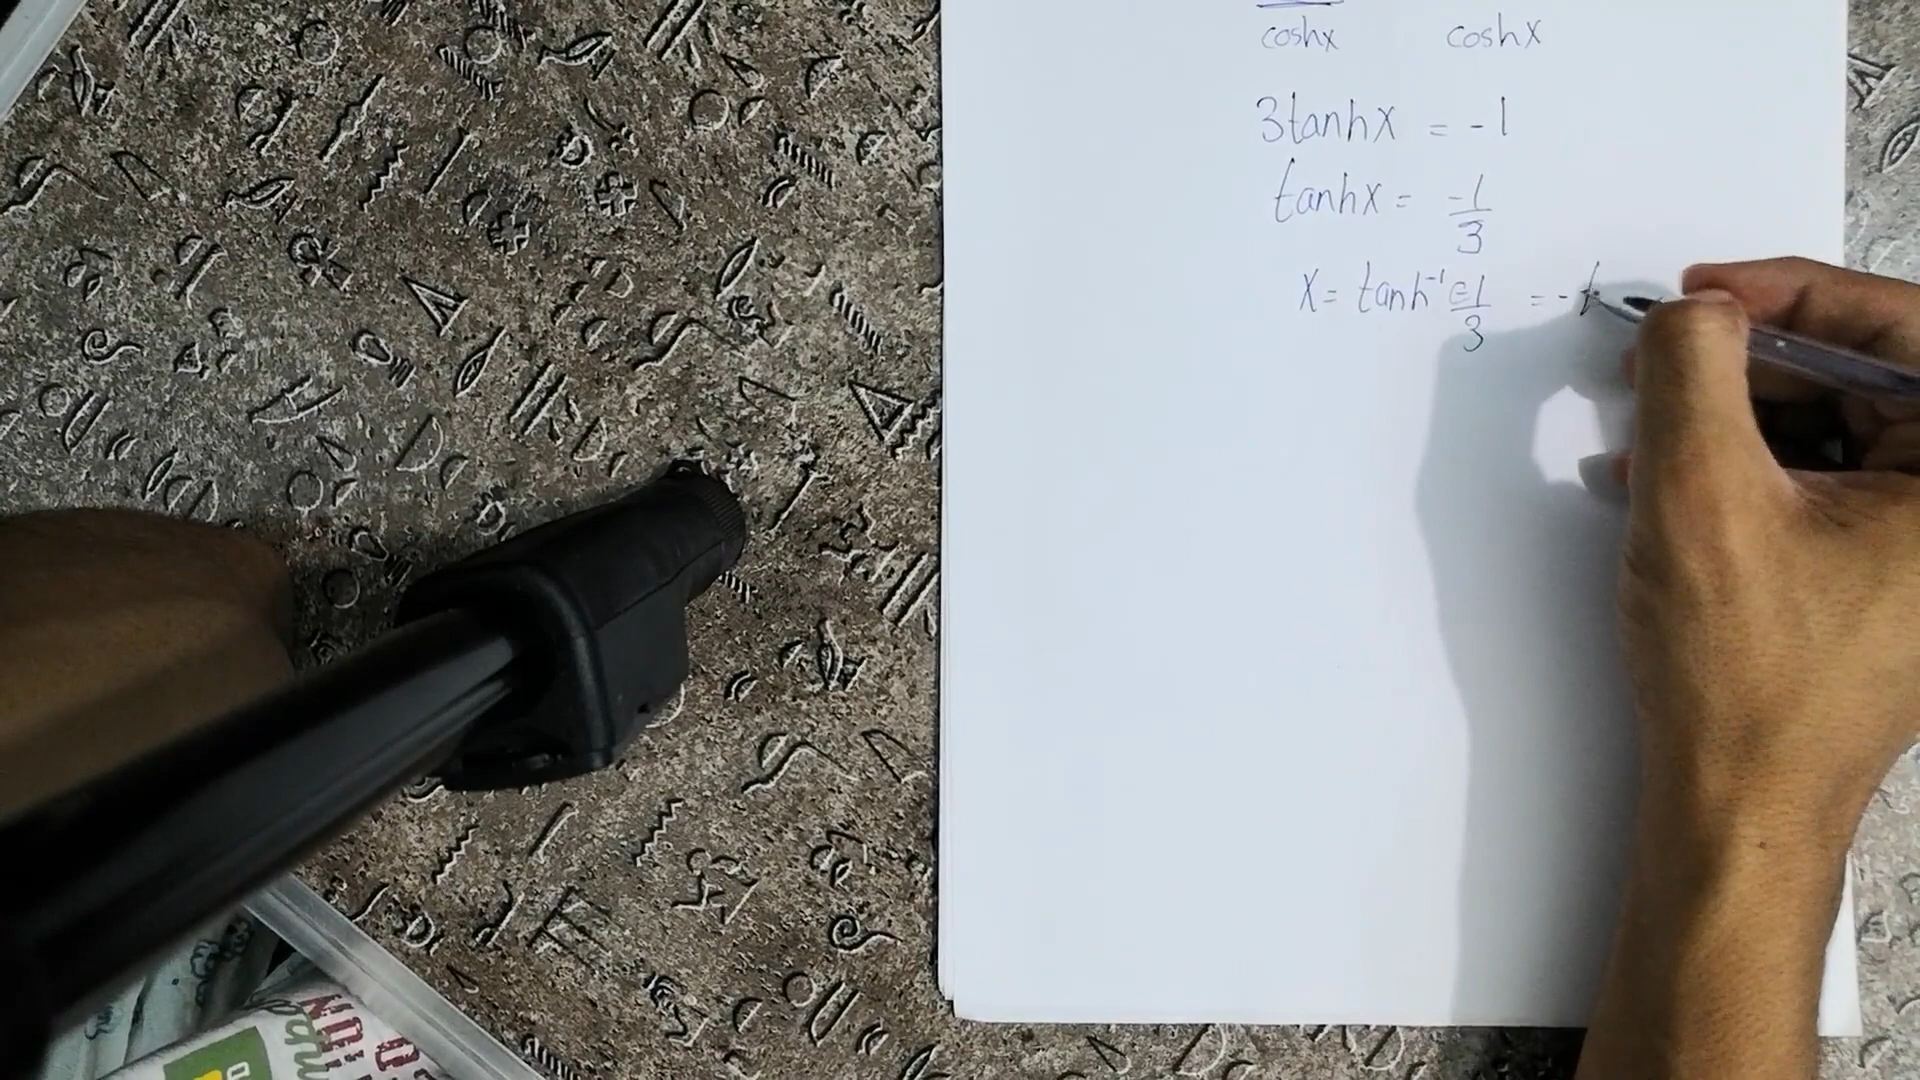 coshx coshx
3tanhx = -1
tanhx = -1/3
x = tanh⁻¹ -1/3 = - t